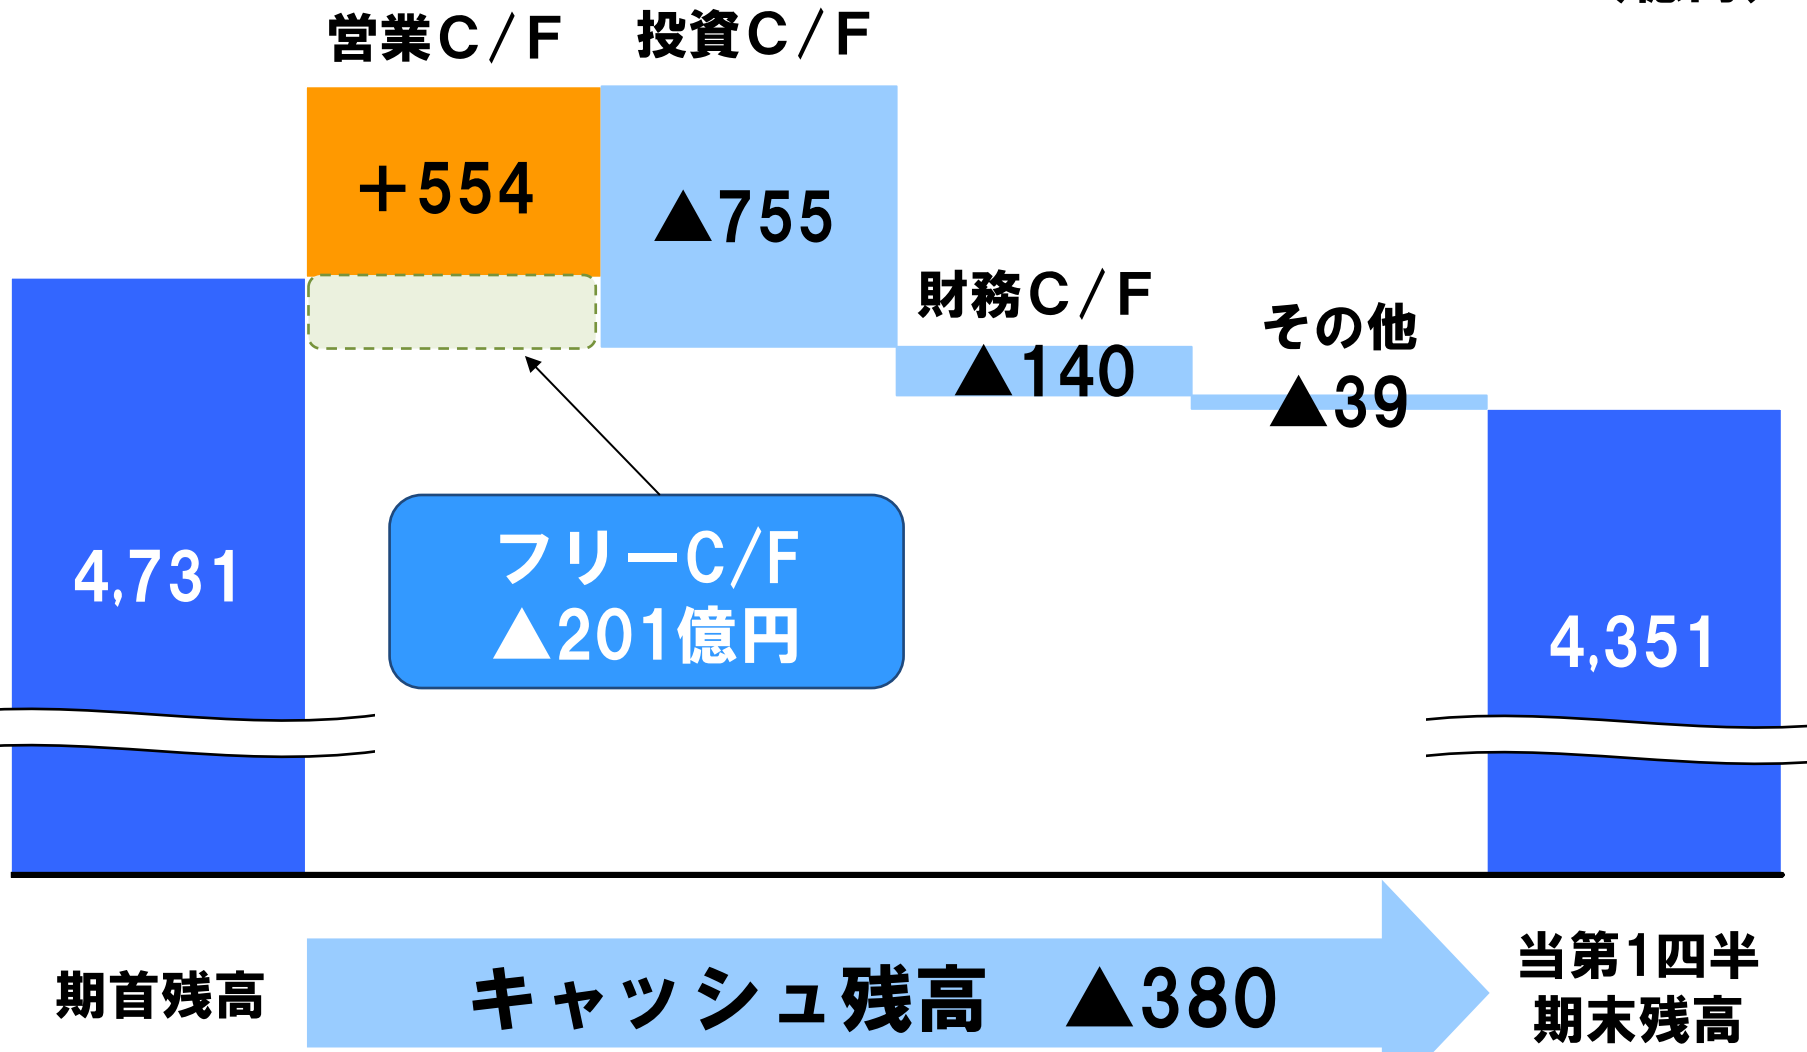 営業C/F
投資C/F
+554
▲755
財務C/F
▲140
その他
▲39
4,731
フリーC/F
▲201億円
4,351
期首残高
キャッシュ残高 ▲380
当第1四半
期末残高